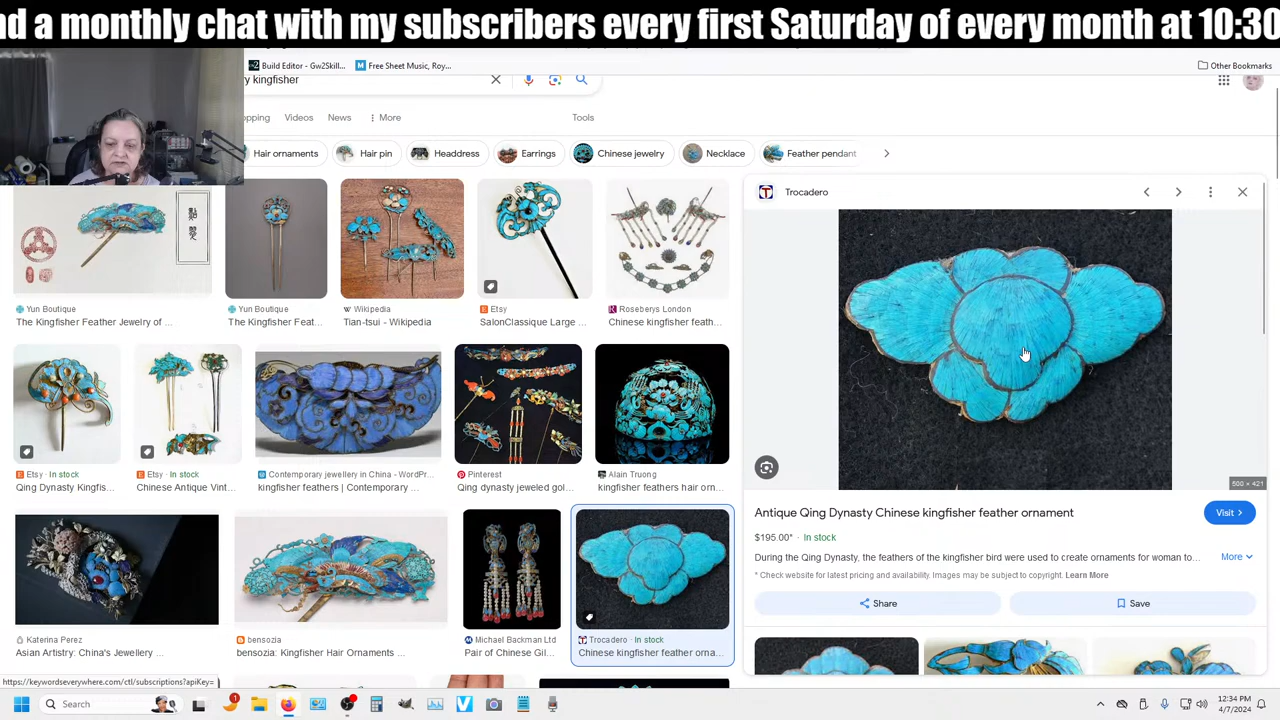 nd a monthly chat with my subscribers every first Saturday of every month at 10:30
Build Editor - Gw2Skill...
Free Sheet Music, Roy...
Other Bookmarks
y kingfisher
opping
Videos
News
More
Tools
Hair ornaments
Hair pin
Headdress
Earrings
Chinese jewelry
Necklace
Feather pendant
Trocadero
Yun Boutique
The Kingfisher Feather Jewelry of ...
Yun Boutique
The Kingfisher Feat...
Wikipedia
Tian-tsui - Wikipedia
Etsy
SalonClassique Large ...
Roseberys London
Chinese kingfisher feath...
Etsy · In stock
Qing Dynasty Kingfis...
Etsy · In stock
Chinese Antique Vint...
Contemporary jewellery in China - WordPr...
kingfisher feathers | Contemporary ...
Pinterest
Qing dynasty jeweled gol...
Alain Truong
kingfisher feathers hair orn...
580 × 421
Antique Qing Dynasty Chinese kingfisher feather ornament
Visit
$195.00* · In stock
During the Qing Dynasty, the feathers of the kingfisher bird were used to create ornaments for woman to...
More
* Check website for latest pricing and availability. Images may be subject to copyright. Learn More
Share
Save
Katerina Perez
Asian Artistry: China's Jewellery ...
bensozia
bensozia: Kingfisher Hair Ornaments ...
Michael Backman Ltd
Pair of Chinese Gil...
Trocadero · In stock
Chinese kingfisher feather orna...
https://keywordseverywhere.com/ctl/subscriptions?apiKey=
Search
1
12:34 PM
4/7/2024